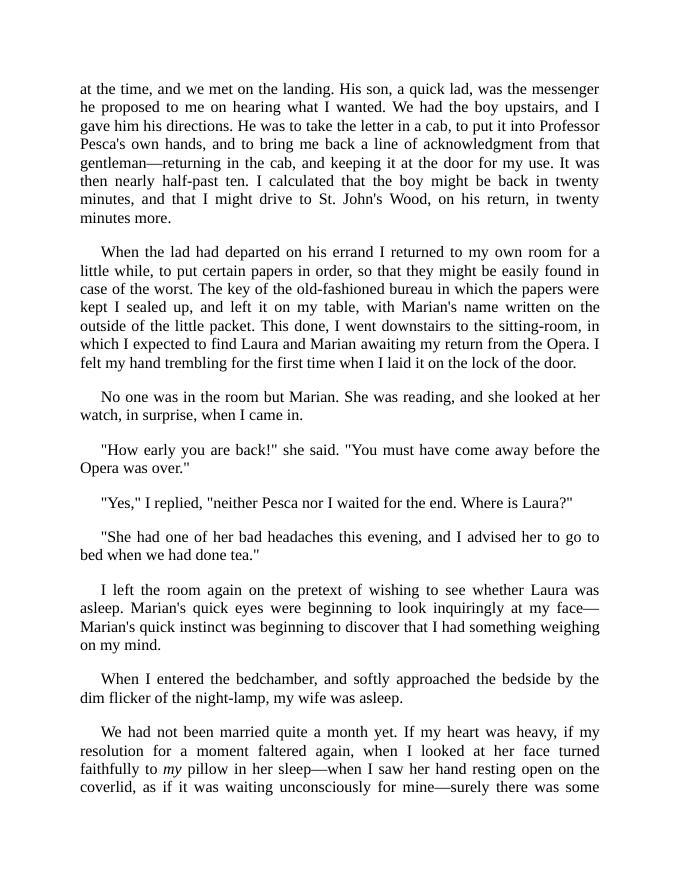 at the time, and we met on the landing. His son, a quick lad, was the messenger
he proposed to me on hearing what I wanted. We had the boy upstairs, and I
gave him his directions. He was to take the letter in a cab, to put it into Professor
Pesca's own hands, and to bring me back a line of acknowledgment from that
gentleman—returning in the cab, and keeping it at the door for my use. It was
then nearly half-past ten. I calculated that the boy might be back in twenty
minutes, and that I might drive to St. John's Wood, on his return, in twenty
minutes more.
When the lad had departed on his errand I returned to my own room for a
little while, to put certain papers in order, so that they might be easily found in
case of the worst. The key of the old-fashioned bureau in which the papers were
kept I sealed up, and left it on my table, with Marian's name written on the
outside of the little packet. This done, I went downstairs to the sitting-room, in
which I expected to find Laura and Marian awaiting my return from the Opera. I
felt my hand trembling for the first time when I laid it on the lock of the door.
No one was in the room but Marian. She was reading, and she looked at her
watch, in surprise, when I came in.
"How early you are back!" she said. "You must have come away before the
Opera was over."
"Yes," I replied, "neither Pesca nor I waited for the end. Where is Laura?"
"She had one of her bad headaches this evening, and I advised her to go to
bed when we had done tea."
I left the room again on the pretext of wishing to see whether Laura was
asleep. Marian's quick eyes were beginning to look inquiringly at my face—
Marian's quick instinct was beginning to discover that I had something weighing
on my mind.
When I entered the bedchamber, and softly approached the bedside by the
dim flicker of the night-lamp, my wife was asleep.
We had not been married quite a month yet. If my heart was heavy, if my
resolution for a moment faltered again, when I looked at her face turned
faithfully to my pillow in her sleep—when I saw her hand resting open on the
coverlid, as if it was waiting unconsciously for mine—surely there was some